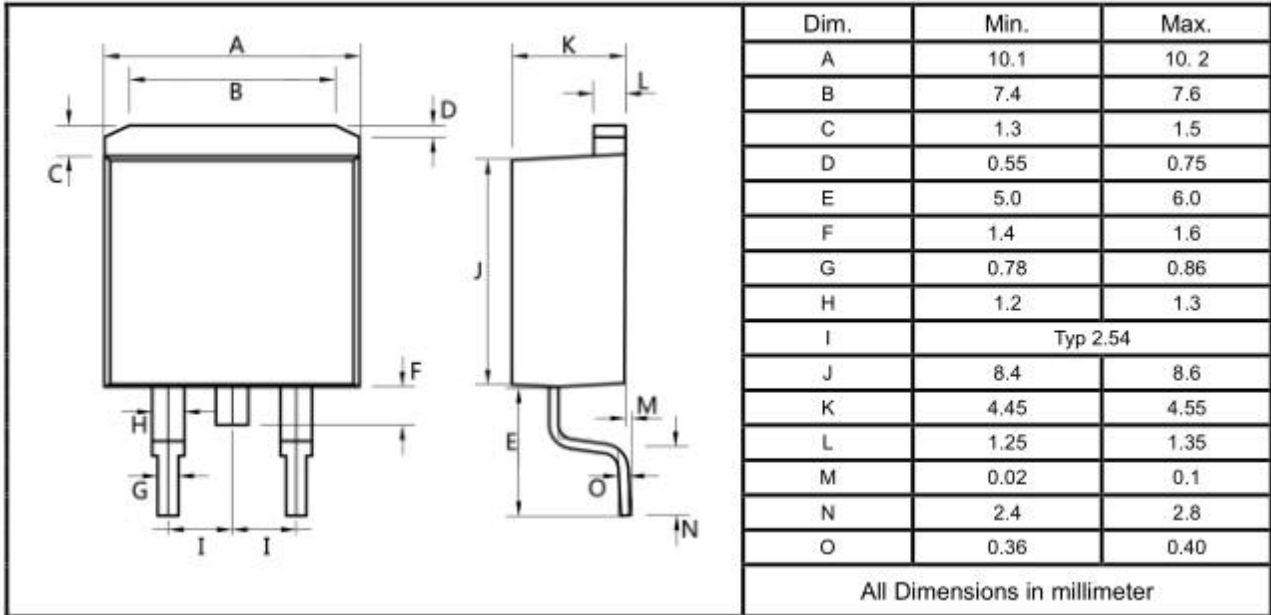 A
B
C
D
K
L
J
F
H
G
I I
E
M
O
N
Dim. Min. Max.
A 10.1 10. 2
B 7.4 7.6
C 1.3 1.5
D 0.55 0.75
E 5.0 6.0
F 1.4 1.6
G 0.78 0.86
H 1.2 1.3
I Typ 2.54
J 8.4 8.6
K 4.45 4.55
L 1.25 1.35
M 0.02 0.1
N 2.4 2.8
O 0.36 0.40
All Dimensions in millimeter